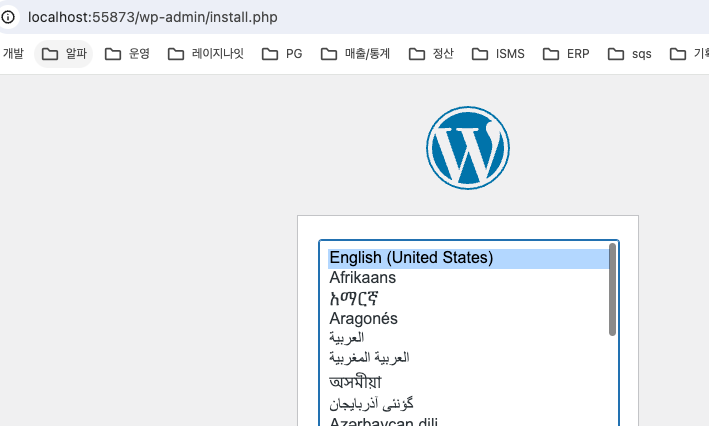 localhost:55873/wp-admin/install.php
개발 알파 운영 레이지나잇 PG 매출/통계 정산 ISMS ERP sqs 기획
English (United States)
Afrikaans
አማርኛ
Aragonés
العربية
العربية المغربية
অসমীয়া
گؤنئی آذربایجان
Azərbaycan dili